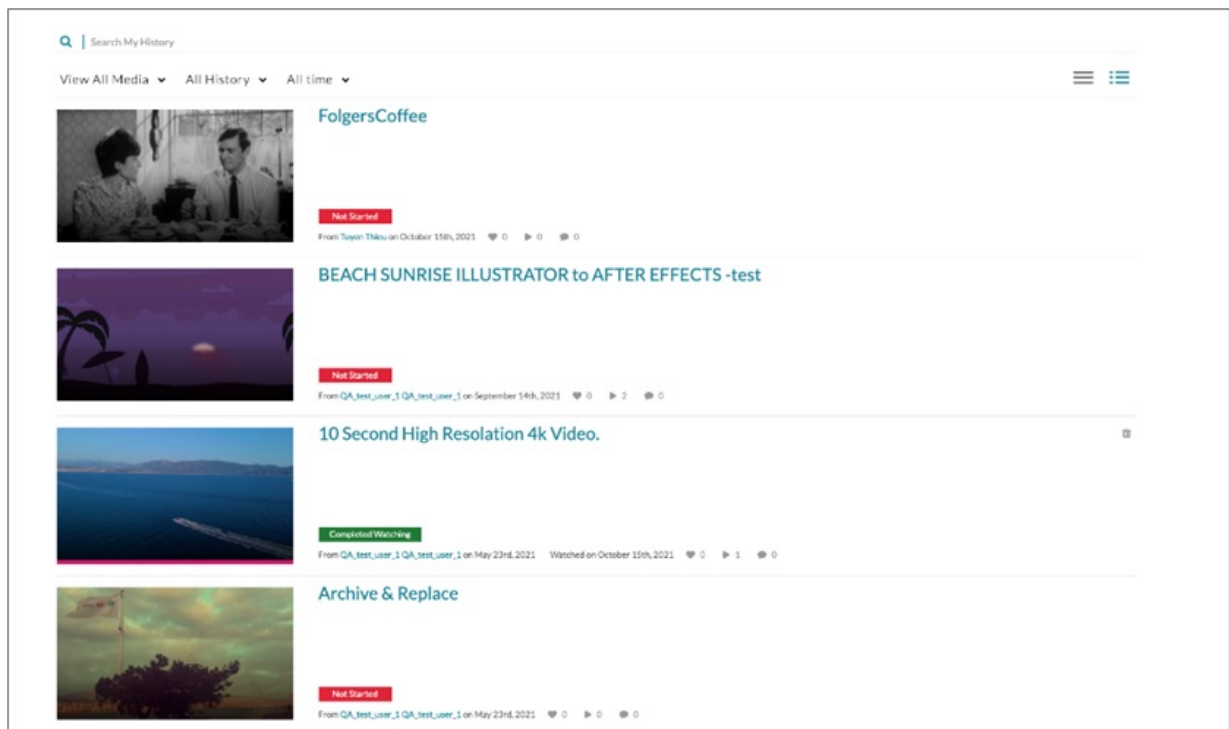 Search My History
View All Media All History All time
FolgersCoffee
Not Started
From Tuyen Thieu on October 15th, 2021 0 0 0
BEACH SUNRISE ILLUSTRATOR to AFTER EFFECTS -test
Not Started
From QA_test_user_1 QA_test_user_1 on September 14th, 2021 0 2 0
10 Second High Resolation 4k Video.
Completed Watching
From QA_test_user_1 QA_test_user_1 on May 23rd, 2021 Watched on October 15th, 2021 0 1 0
Archive & Replace
Not Started
From QA_test_user_1 QA_test_user_1 on May 23rd, 2021 0 0 0